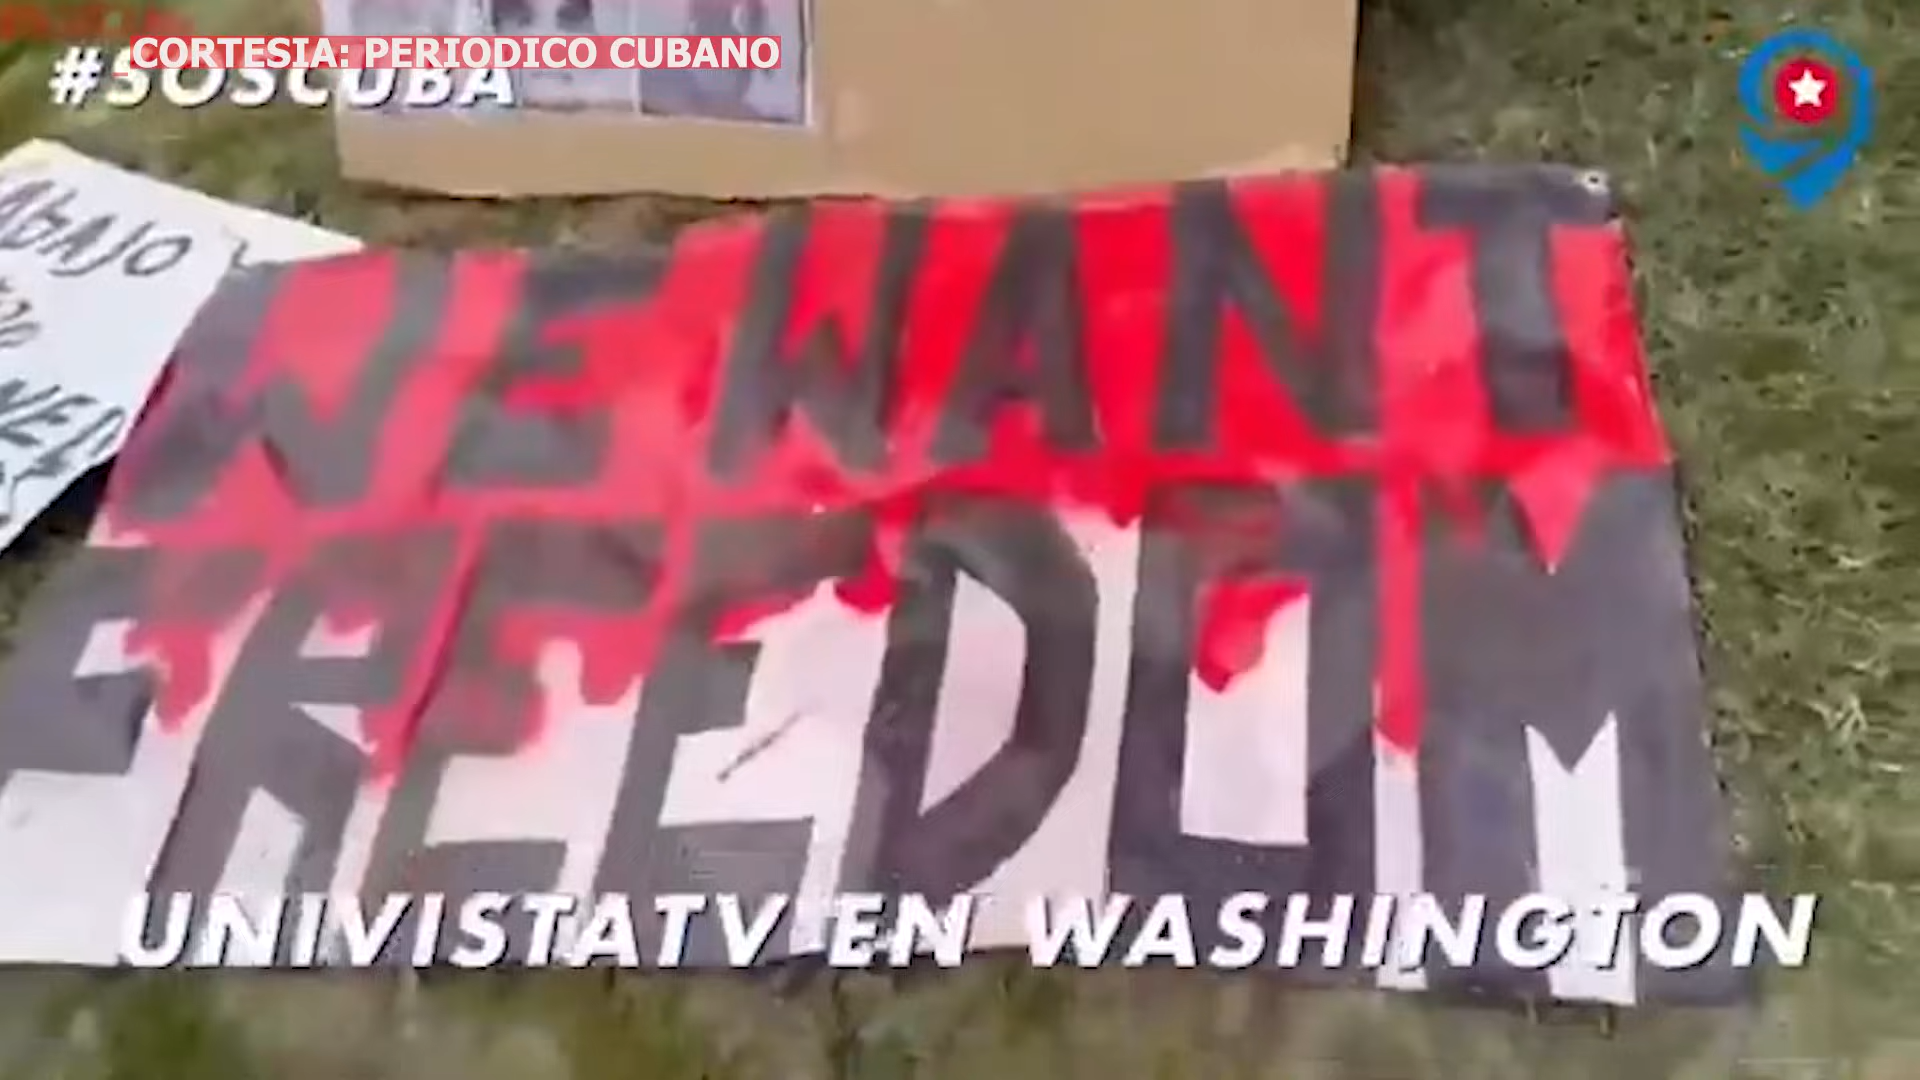 CORTESIA: PERIODICO CUBANO
#SOSCUBA
ABAJO
WE WANT
FREEDOM
UNIVISTATV EN WASHINGTON